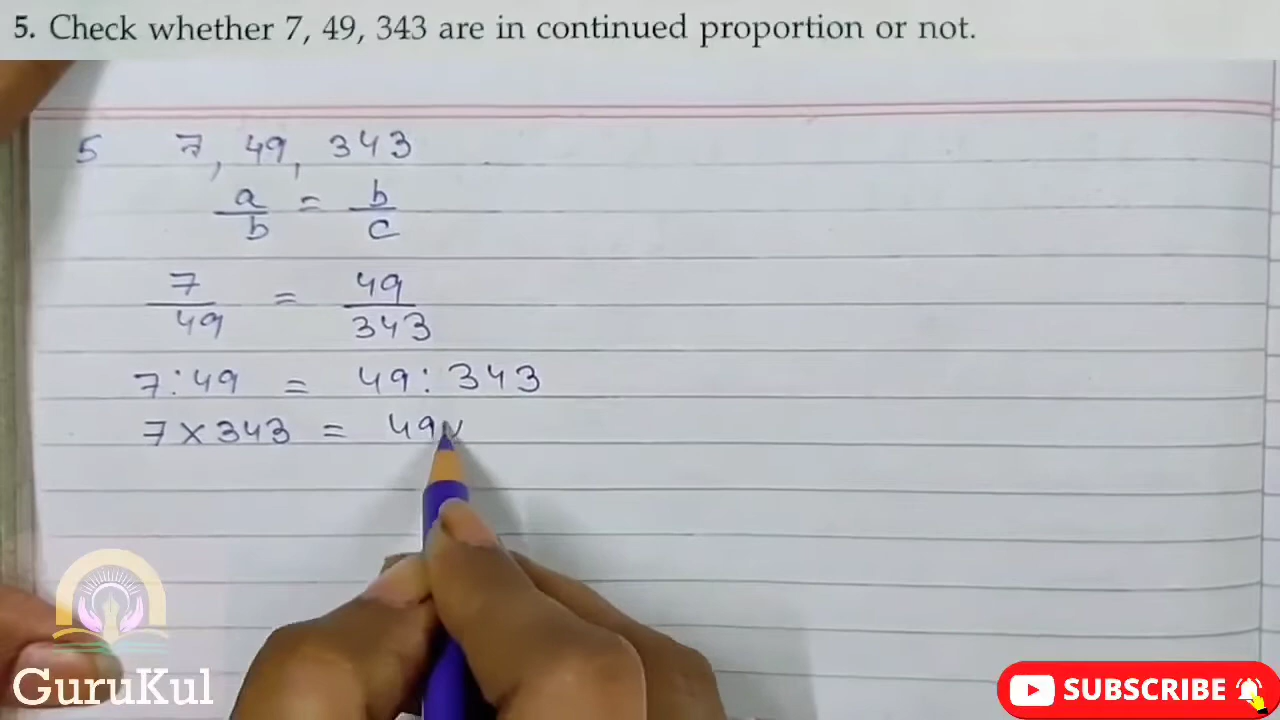 5. Check whether 7, 49, 343 are in continued proportion or not.
5 7, 49, 343
a/b = b/c
7/49 = 49/343
7:49 = 49:343
7×343 = 49×
GuruKul
SUBSCRIBE